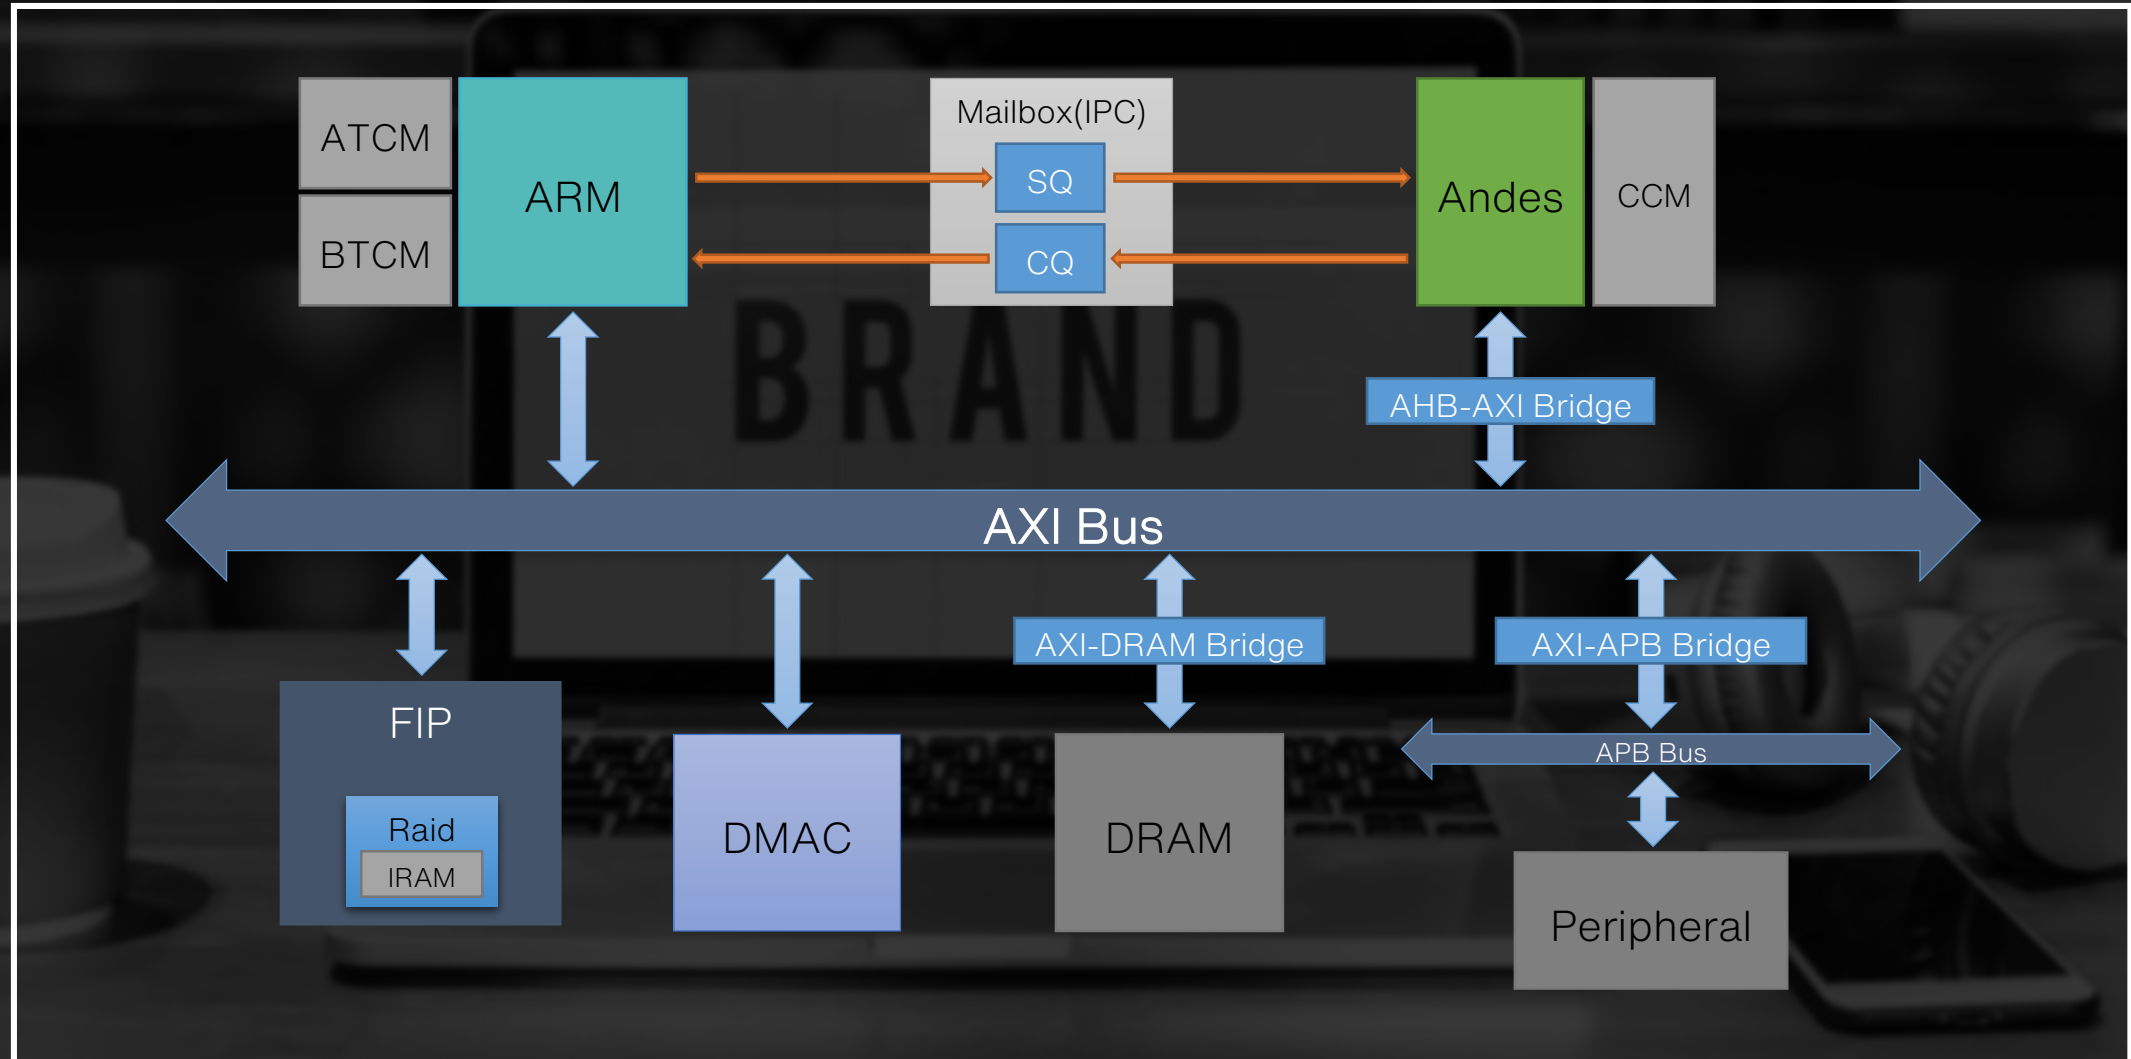 ATCM
BTCM
ARM
Mailbox(IPC)
SQ
CQ
Andes
CCM
BRAND
AHB-AXI Bridge
AXI Bus
AXI-DRAM Bridge
AXI-APB Bridge
FIP
Raid
IRAM
DMAC
DRAM
APB Bus
Peripheral